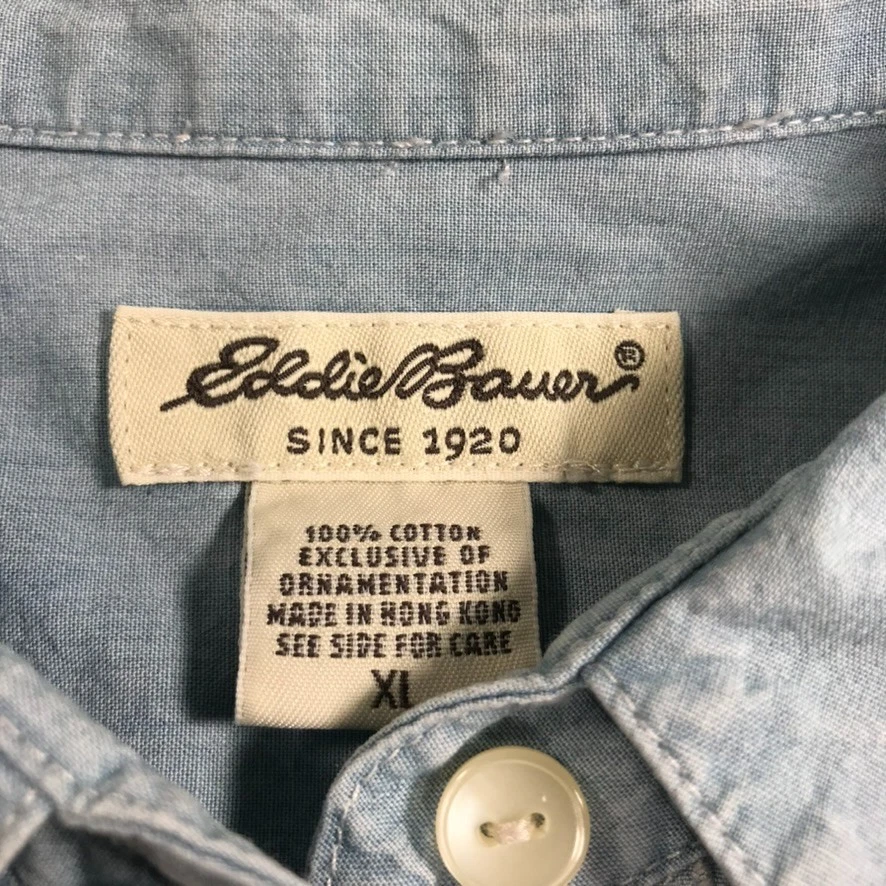 Eddie Bauer®
SINCE 1920
100% COTTON
EXCLUSIVE OF
ORNAMENTATION
MADE IN HONG KONG
SEE SIDE FOR CARE
XL